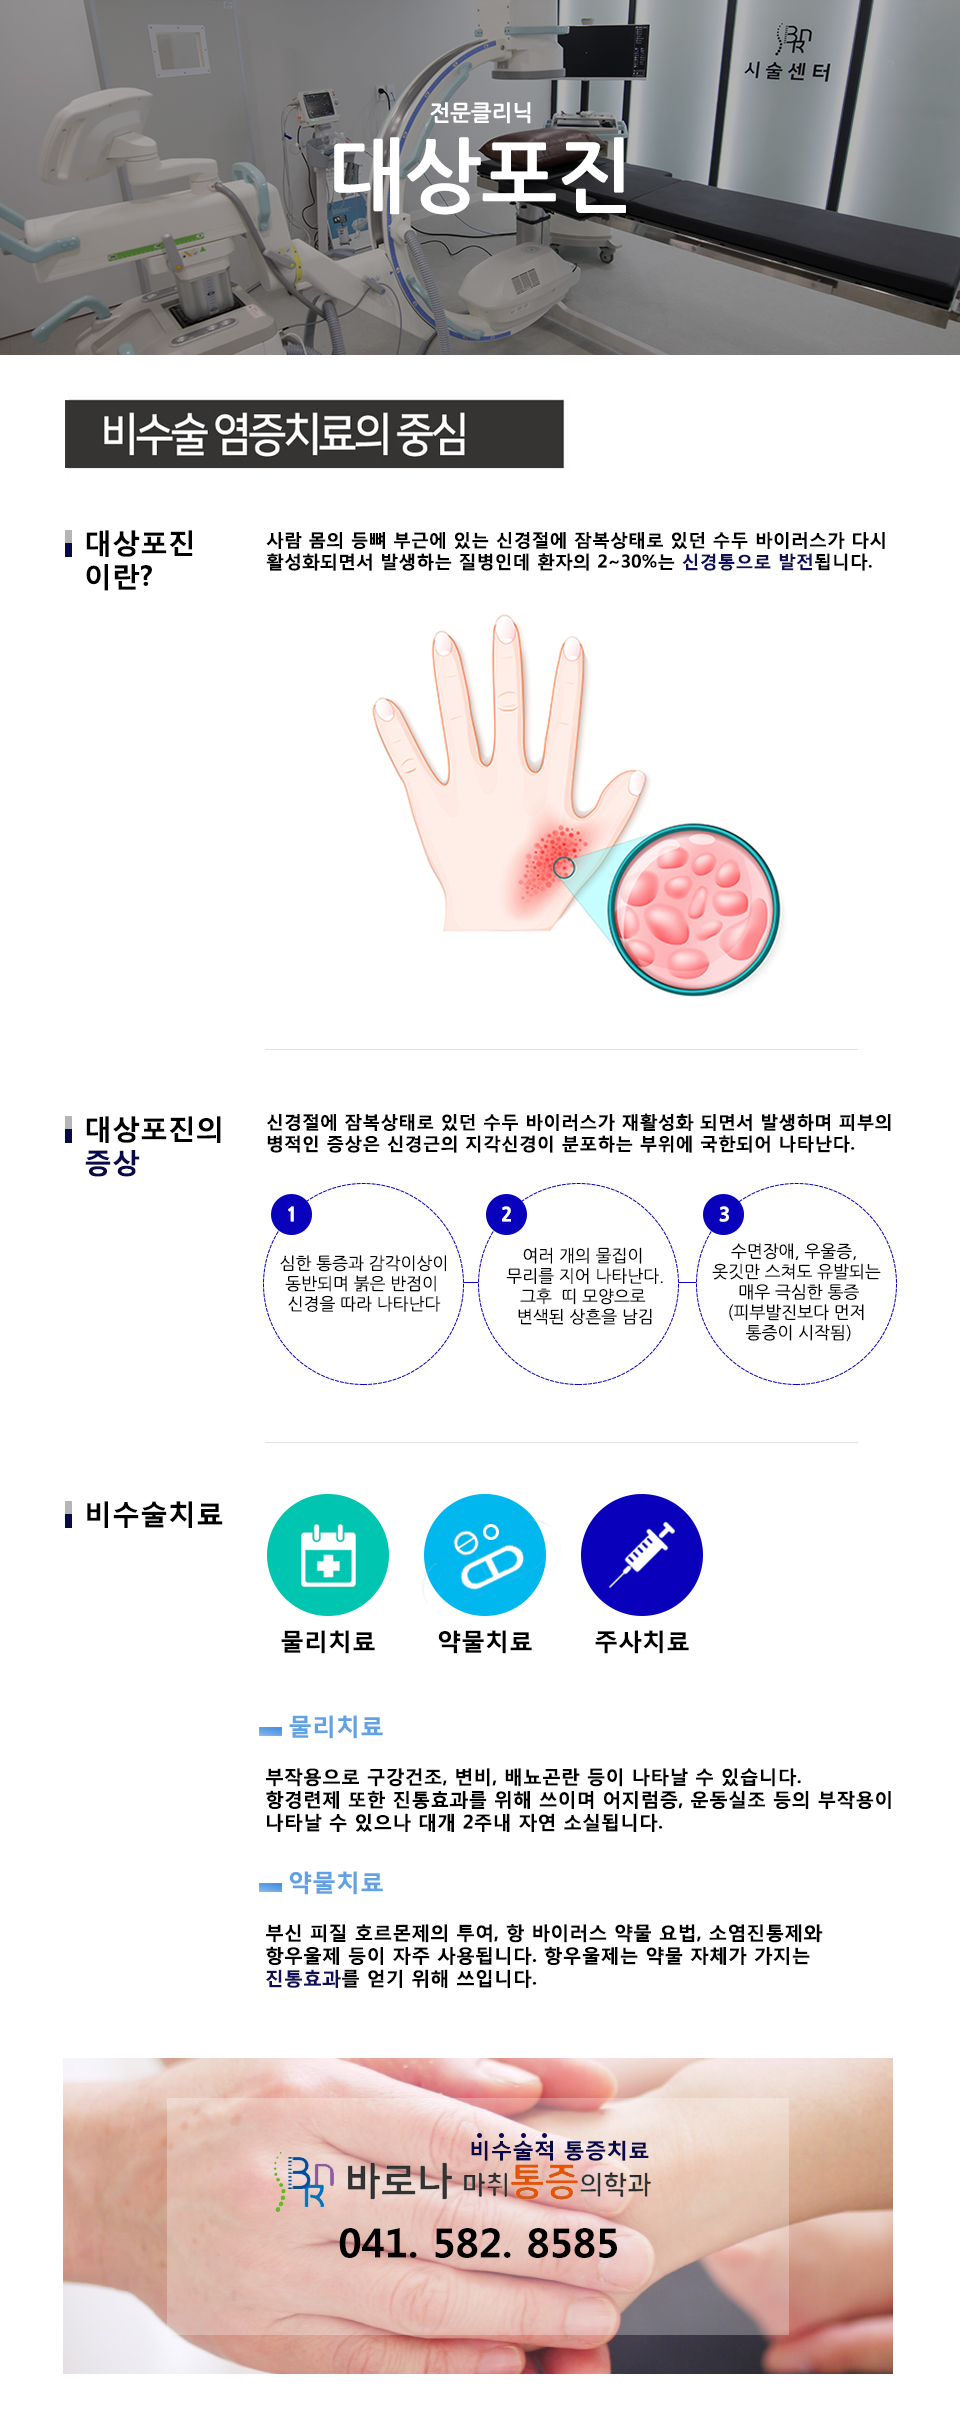 BNR
시술센터
전문클리닉
대상포진
비수술 염증치료의 중심
대상포진
이란?
사람 몸의 등뼈 부근에 있는 신경절에 잠복상태로 있던 수두 바이러스가 다시
활성화되면서 발생하는 질병인데 환자의 2~30%는 신경통으로 발전됩니다.
대상포진의
증상
신경절에 잠복상태로 있던 수두 바이러스가 재활성화 되면서 발생하며 피부의
병적인 증상은 신경근의 지각신경이 분포하는 부위에 국한되어 나타난다.
1
심한 통증과 감각이상이
동반되며 붉은 반점이
신경을 따라 나타난다
2
여러 개의 물집이
무리를 지어 나타난다.
그후 띠 모양으로
변색된 상흔을 남김
3
수면장애, 우울증,
옷깃만 스쳐도 유발되는
매우 극심한 통증
(피부발진보다 먼저
통증이 시작됨)
비수술치료
물리치료
약물치료
주사치료
물리치료
부작용으로 구강건조, 변비, 배뇨곤란 등이 나타날 수 있습니다.
항경련제 또한 진통효과를 위해 쓰이며 어지럼증, 운동실조 등의 부작용이
나타날 수 있으나 대개 2주내 자연 소실됩니다.
약물치료
부신 피질 호르몬제의 투여, 항 바이러스 약물 요법, 소염진통제와
항우울제 등이 자주 사용됩니다. 항우울제는 약물 자체가 가지는
진통효과를 얻기 위해 쓰입니다.
비수술적 통증치료
BNR 바로나 마취통증의학과
041. 582. 8585